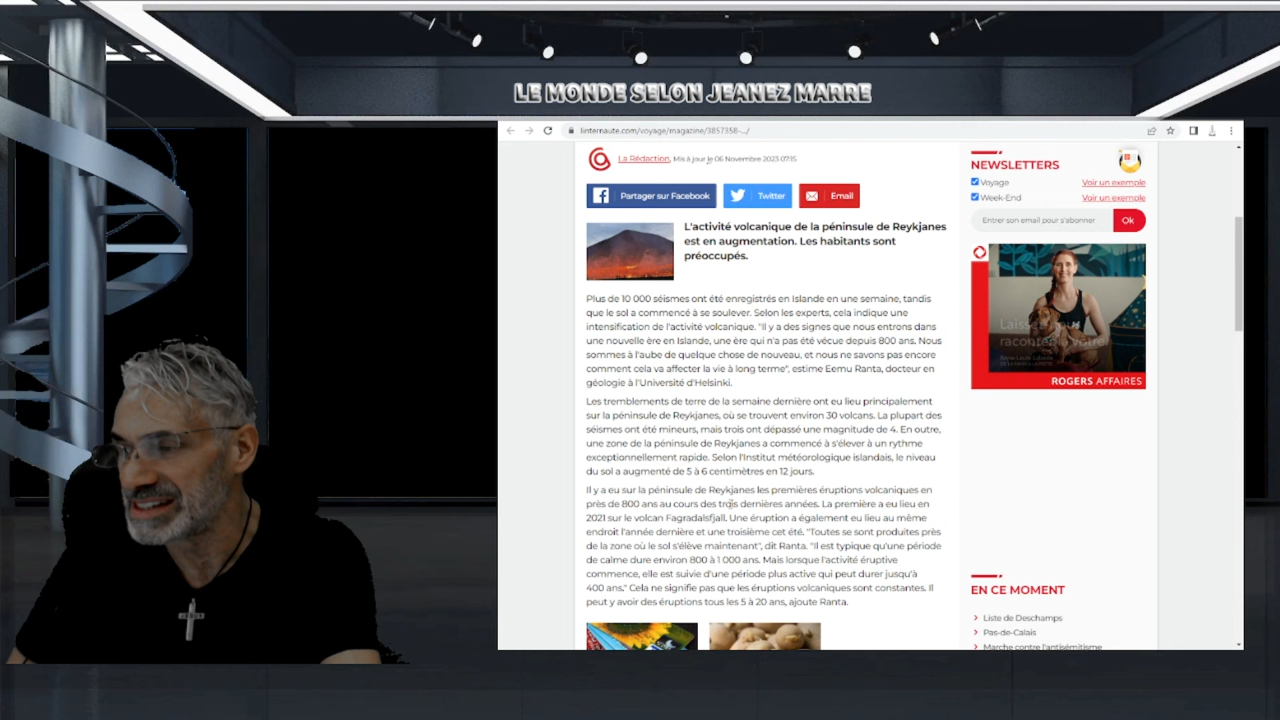 LE MONDE SELON JEANEZ MARRE
linternaute.com/voyage/magazine/3857358-.../
La Rédaction, Mis à jour le 06 Novembre 2023 07:15
Partager sur Facebook
Twitter
Email
L'activité volcanique de la péninsule de Reykjanes
est en augmentation. Les habitants sont
préoccupés.
Plus de 10 000 séismes ont été enregistrés en Islande en une semaine, tandis
que le sol a commencé à se soulever. Selon les experts, cela indique une
intensification de l'activité volcanique. "Il y a des signes que nous entrons dans
une nouvelle ère en Islande, une ère qui n'a pas été vécue depuis 800 ans. Nous
sommes à l'aube de quelque chose de nouveau, et nous ne savons pas encore
comment cela va affecter la vie à long terme", estime Eemu Ranta, docteur en
géologie à l'Université d'Helsinki.
Les tremblements de terre de la semaine dernière ont eu lieu principalement
sur la péninsule de Reykjanes, où se trouvent environ 30 volcans. La plupart des
séismes ont été mineurs, mais trois ont dépassé une magnitude de 4. En outre,
une zone de la péninsule de Reykjanes a commencé à s'élever à un rythme
exceptionnellement rapide. Selon l'Institut météorologique islandais, le niveau
du sol a augmenté de 5 à 6 centimètres en 12 jours.
Il y a eu sur la péninsule de Reykjanes les premières éruptions volcaniques en
près de 800 ans au cours des trois dernières années. La première a eu lieu en
2021 sur le volcan Fagradalsfjall. Une éruption a également eu lieu au même
endroit l'année dernière et une troisième cet été. "Toutes se sont produites près
de la zone où le sol s'élève maintenant", dit Ranta. "Il est typique qu'une période
de calme dure environ 800 à 1 000 ans. Mais lorsque l'activité éruptive
commence, elle est suivie d'une période plus active qui peut durer jusqu'à
400 ans." Cela ne signifie pas que les éruptions volcaniques sont constantes. Il
peut y avoir des éruptions tous les 5 à 20 ans, ajoute Ranta.
NEWSLETTERS
Voyage Voir un exemple
Week-End Voir un exemple
Entrer son email pour s'abonner Ok
ROGERS AFFAIRES
EN CE MOMENT
Liste de Deschamps
Pas-de-Calais
Marche contre l'antisémitisme